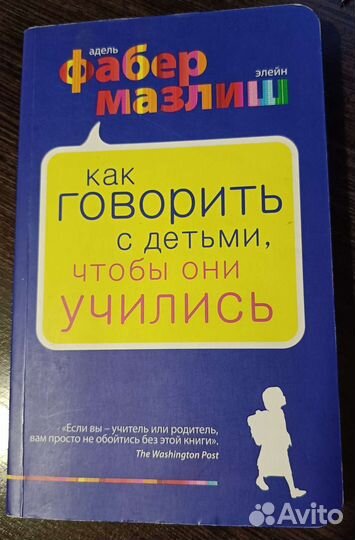 адель
фабер
элейн
мазлиш
как
говорить
с детьми,
чтобы они
учились
«Если вы – учитель или родитель,
вам просто не обойтись без этой книги».
The Washington Post
Avito